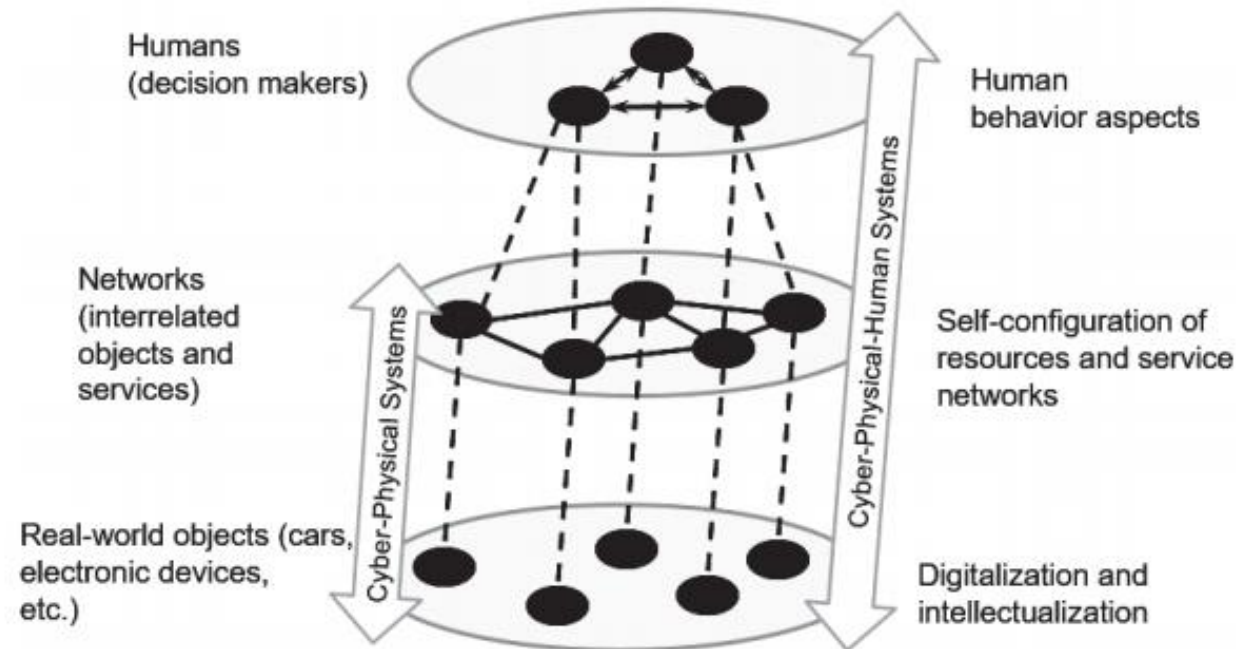 Humans
(decision makers)
Human
behavior aspects
Networks
(interrelated
objects and
services)
Self-configuration of
resources and service
networks
Cyber-Physical Systems
Cyber-Physical-Human Systems
Real-world objects (cars,
electronic devices,
etc.)
Digitalization and
intellectualization